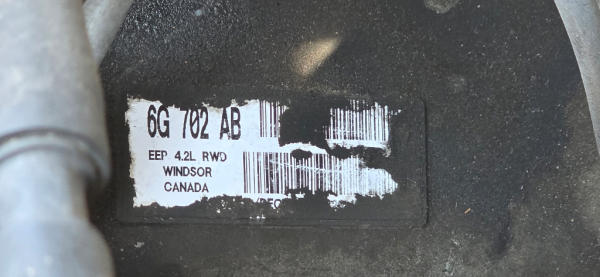 6G 702 AB
EEP 4.2L RWD
WINDSOR
CANADA